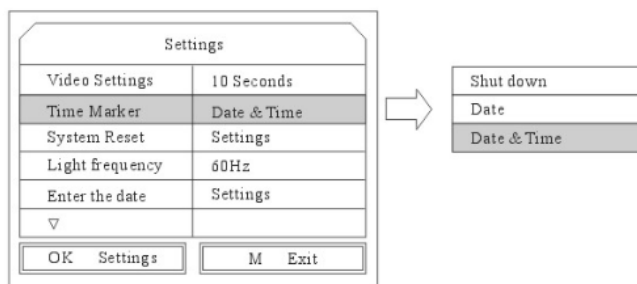 Settings
Video Settings 10 Seconds
Time Marker Date & Time
System Reset Settings
Light frequency 60Hz
Enter the date Settings
▽
OK Settings M Exit
Shut down
Date
Date & Time